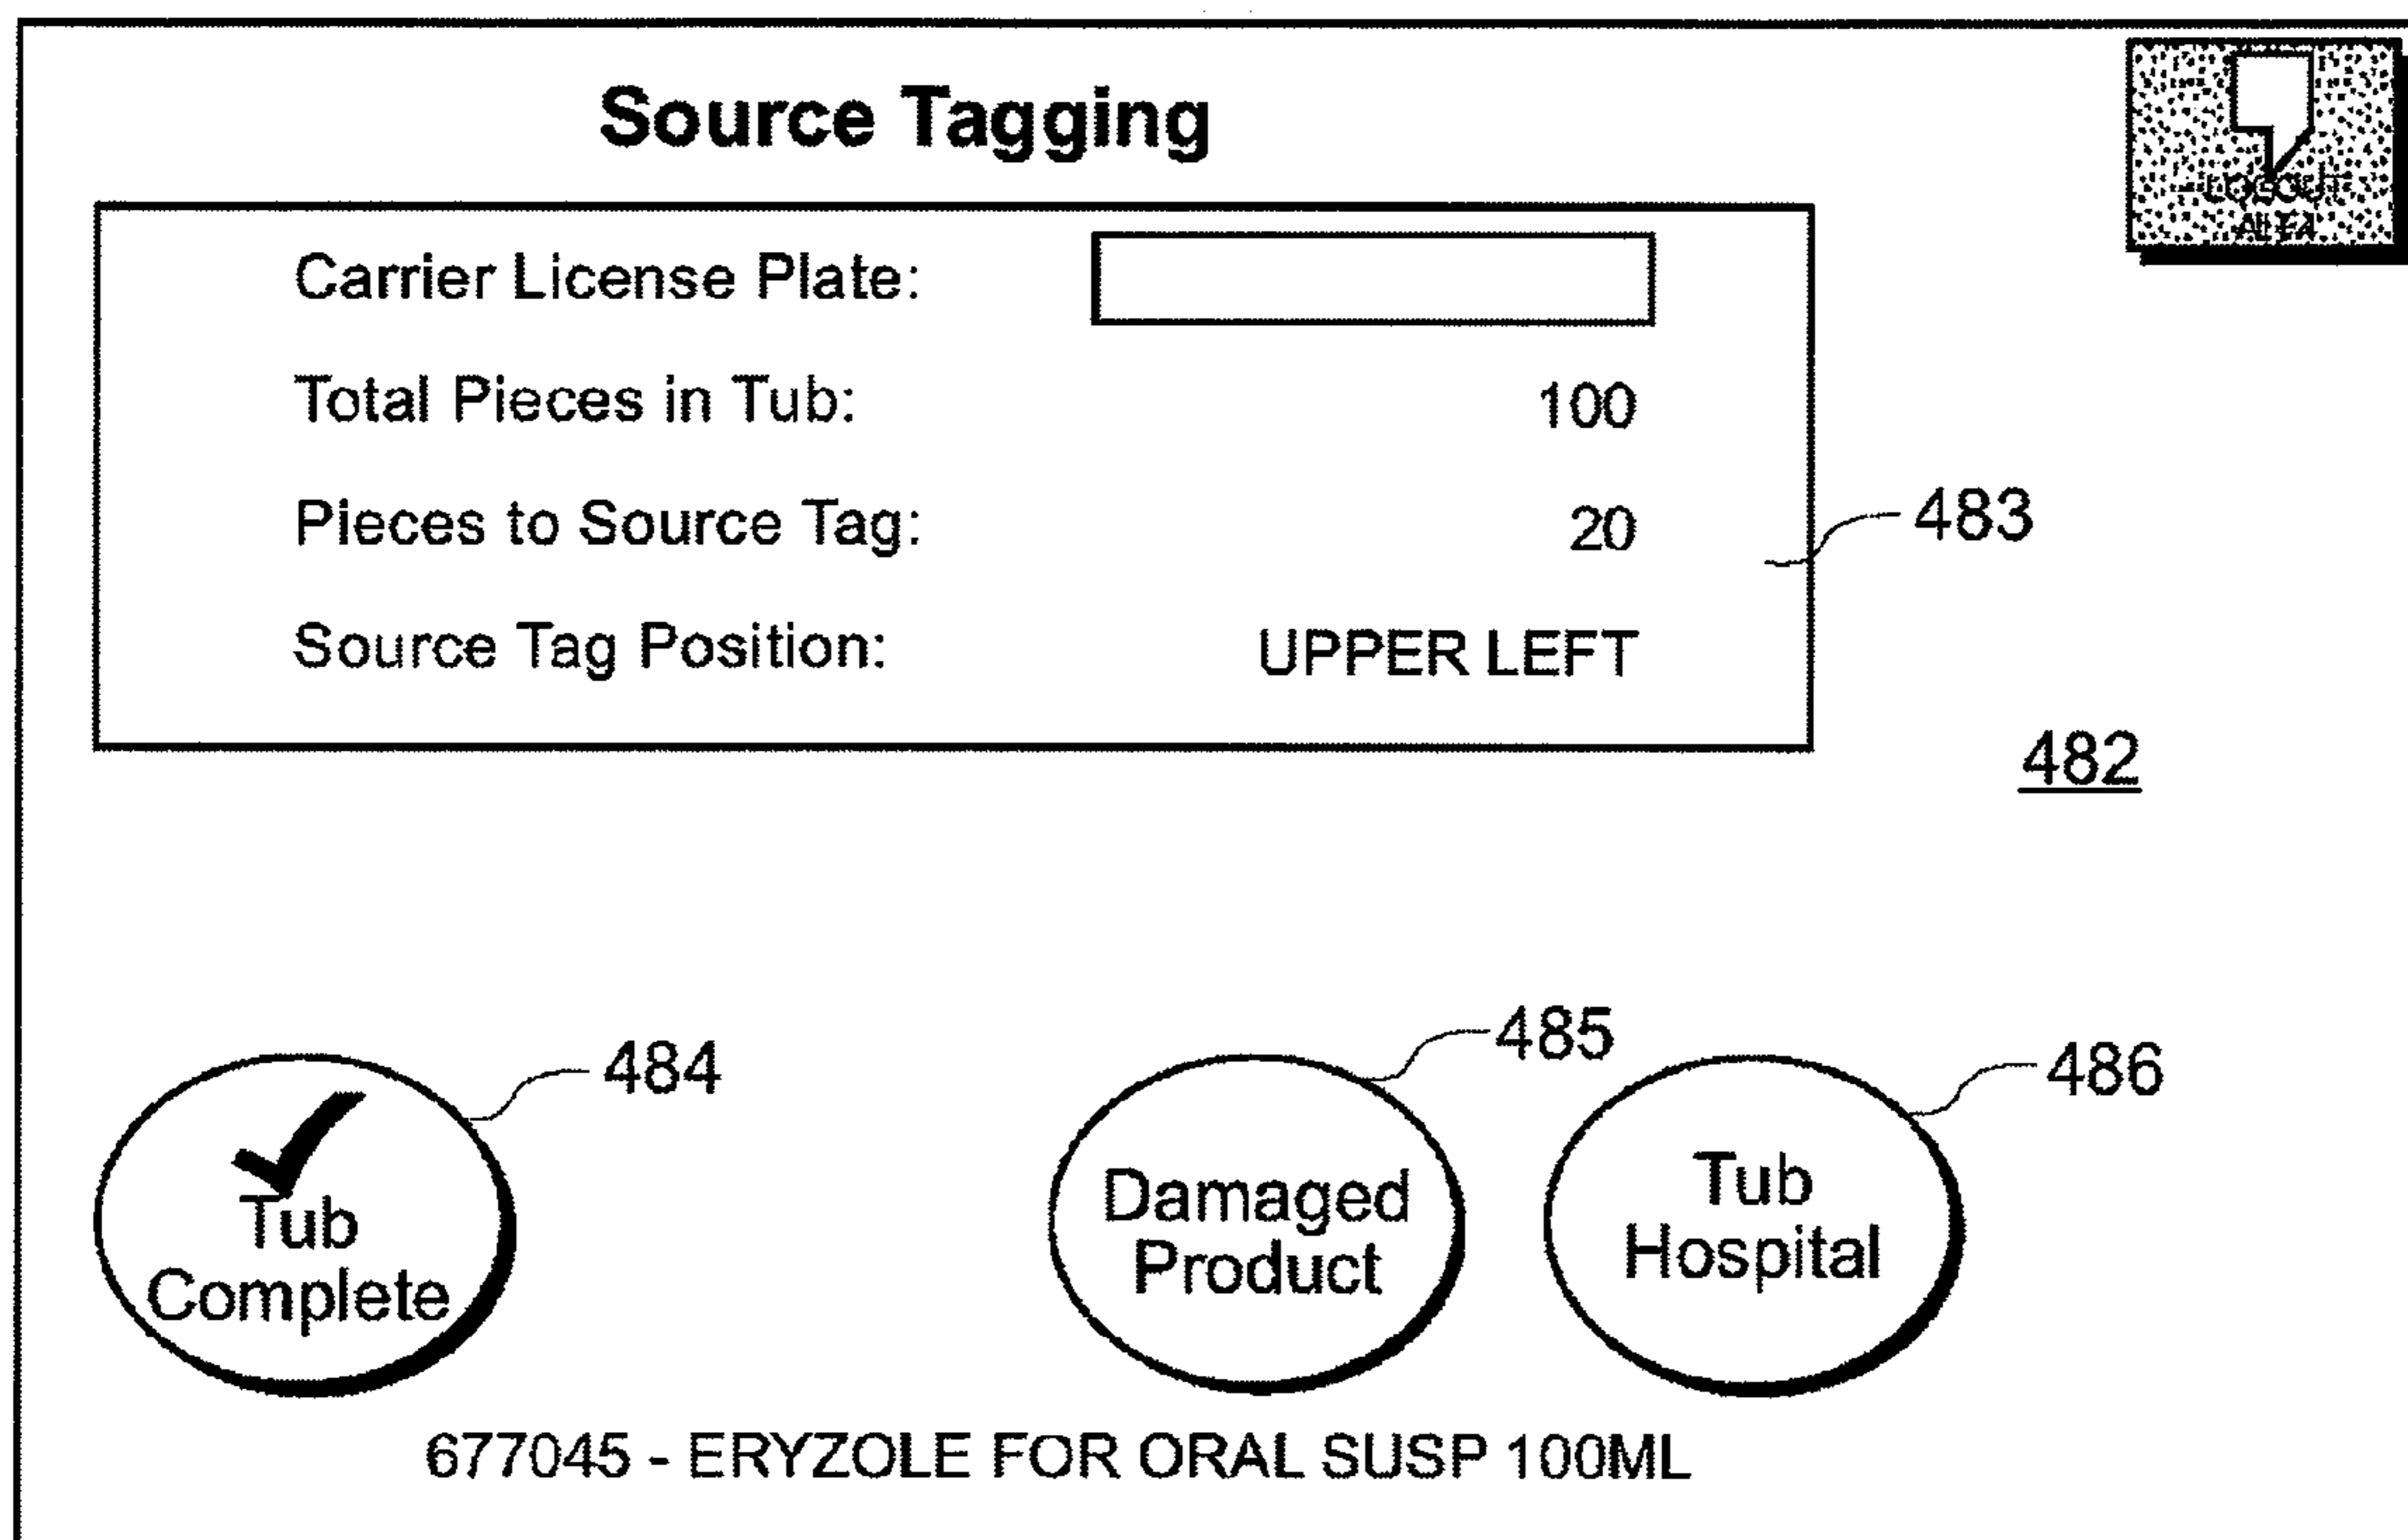 Source Tagging
LOGOUT
Carrier License Plate:
Total Pieces in Tub: 100
Pieces to Source Tag: 20
483
Source Tag Position: UPPER LEFT
482
484
485
486
Tub
Complete
Damaged
Product
Tub
Hospital
677045 - ERYZOLE FOR ORAL SUSP 100ML